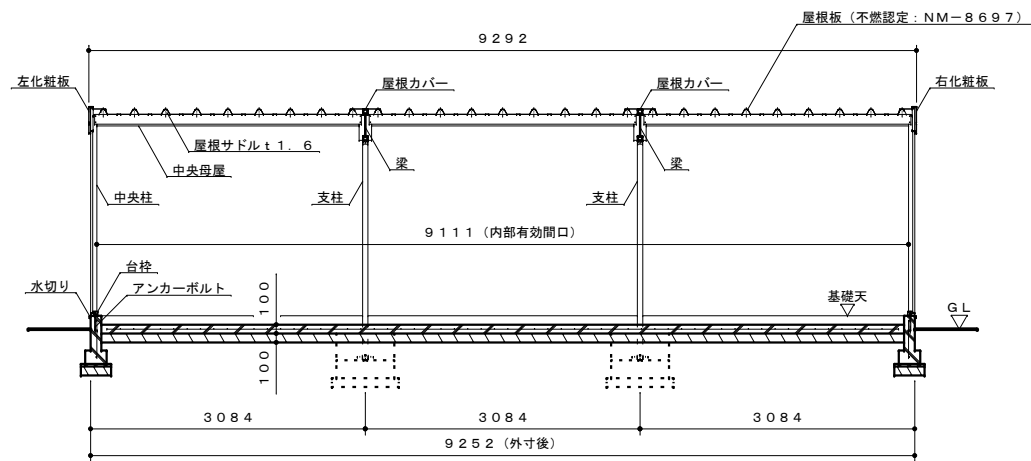 屋根板（不燃認定：ＮＭ－８６９７）
９２９２
左化粧板
屋根カバー
屋根カバー
右化粧板
屋根サドルｔ１．６
中央母屋
梁
梁
中央柱
支柱
支柱
９１１１（内部有効間口）
台枠
水切り
アンカーボルト
１００
基礎天
ＧＬ
１００
３０８４
３０８４
３０８４
９２５２（外寸後）